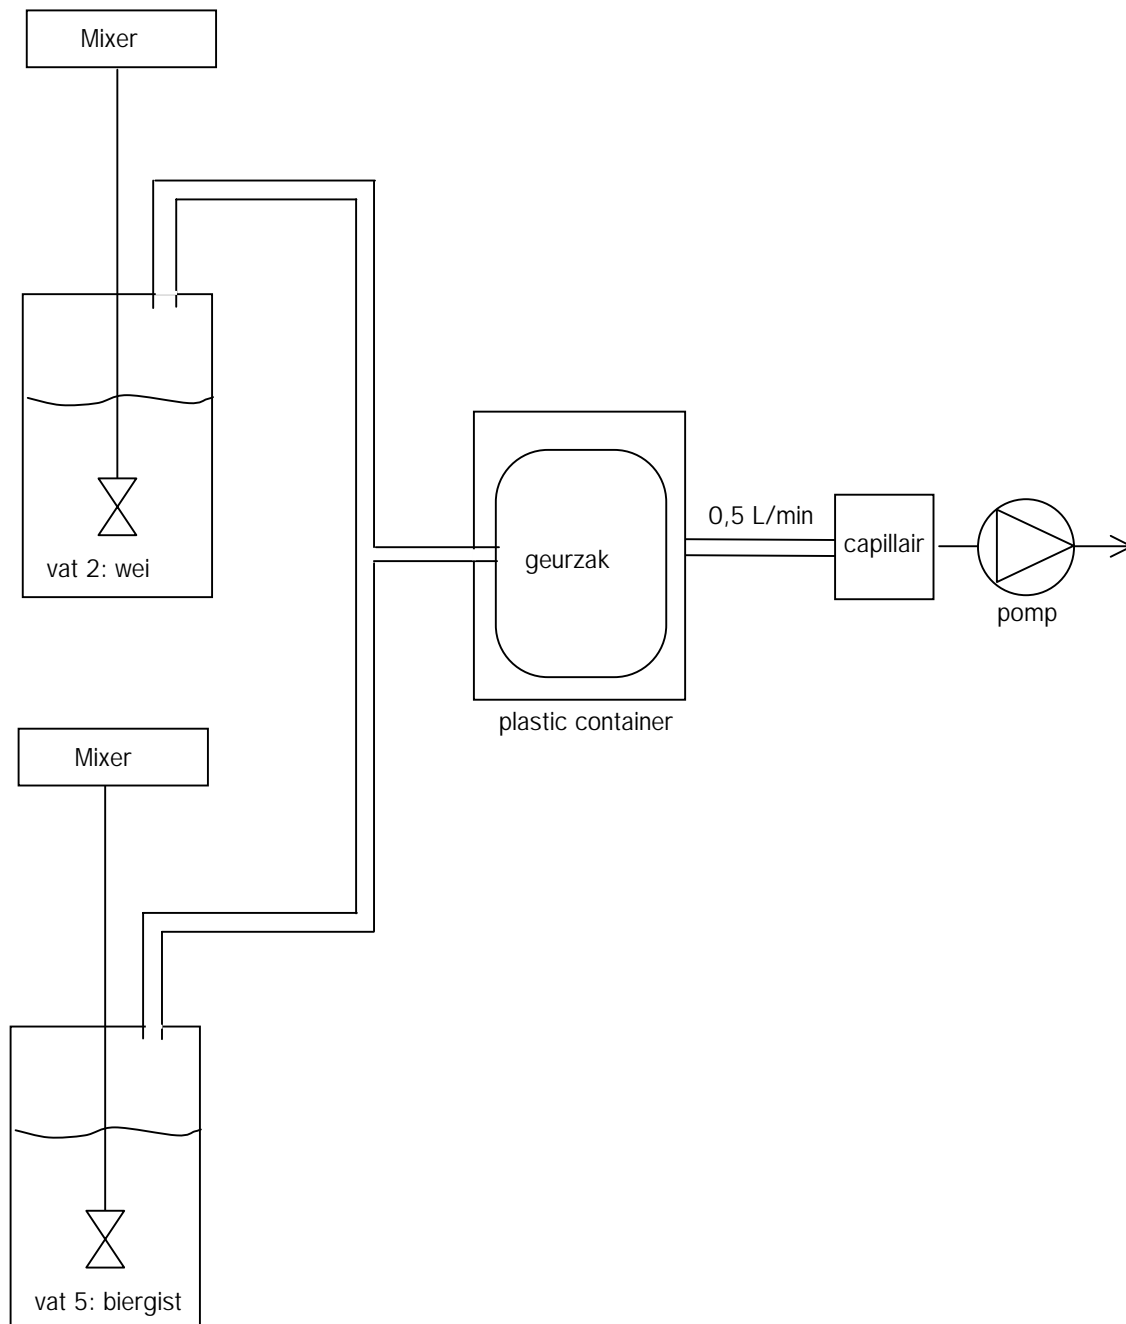 Mixer
vat 2: wei
geurzak
plastic container
0,5 L/min
capillair
pomp
Mixer
vat 5: biergist